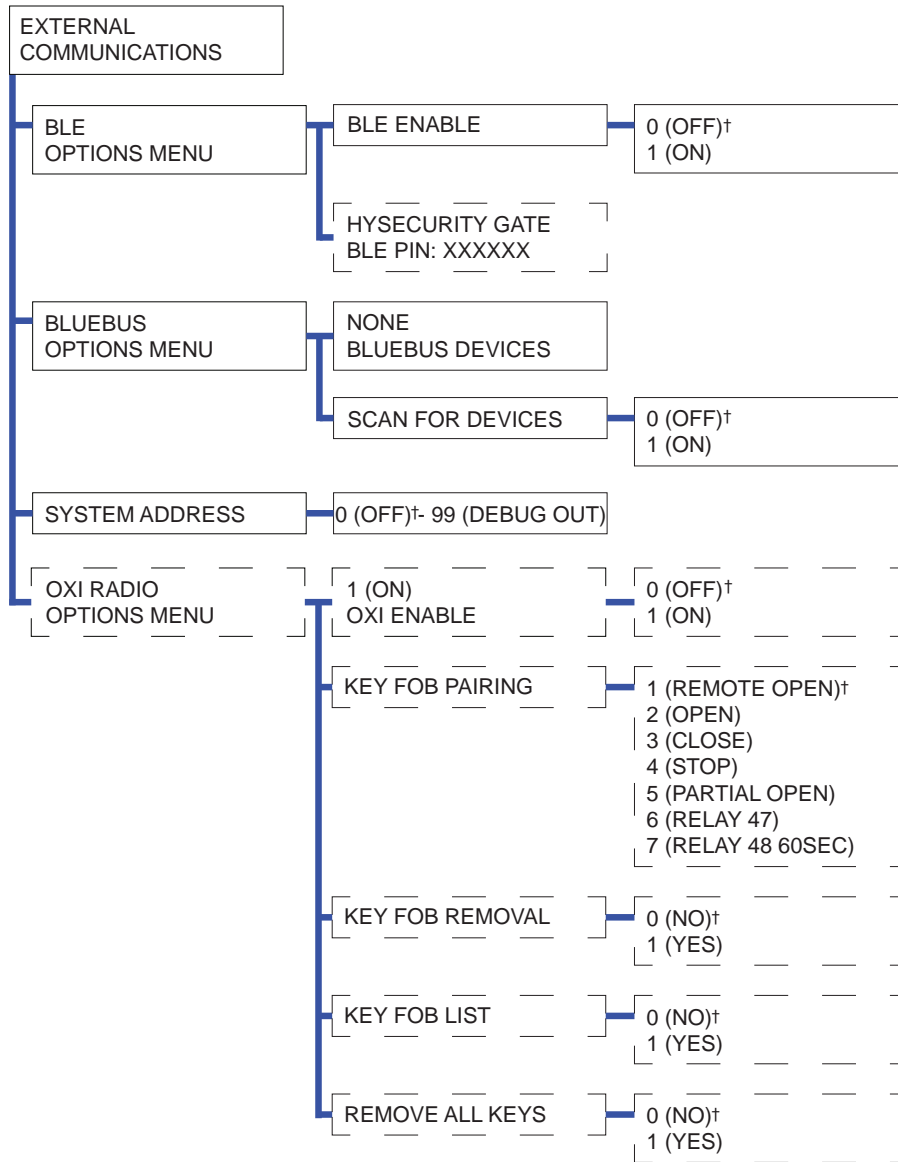 EXTERNAL
COMMUNICATIONS
BLE
OPTIONS MENU
BLE ENABLE
0 (OFF)†
1 (ON)
HYSECURITY GATE
BLE PIN: XXXXXX
BLUEBUS
OPTIONS MENU
NONE
BLUEBUS DEVICES
SCAN FOR DEVICES
0 (OFF)†
1 (ON)
SYSTEM ADDRESS
0 (OFF)†- 99 (DEBUG OUT)
OXI RADIO
OPTIONS MENU
1 (ON)
OXI ENABLE
0 (OFF)†
1 (ON)
KEY FOB PAIRING
1 (REMOTE OPEN)†
2 (OPEN)
3 (CLOSE)
4 (STOP)
5 (PARTIAL OPEN)
6 (RELAY 47)
7 (RELAY 48 60SEC)
KEY FOB REMOVAL
0 (NO)†
1 (YES)
KEY FOB LIST
0 (NO)†
1 (YES)
REMOVE ALL KEYS
0 (NO)†
1 (YES)